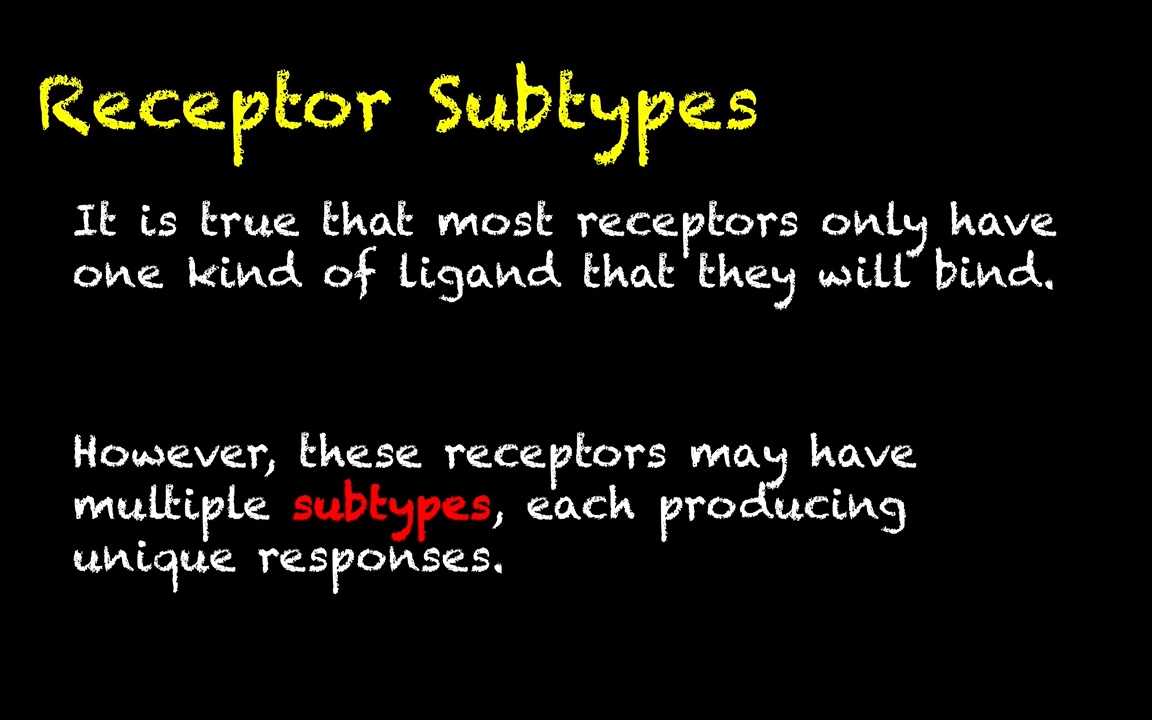 Receptor Subtypes
It is true that most receptors only have
one kind of ligand that they will bind.
However, these receptors may have
multiple subtypes, each producing
unique responses.